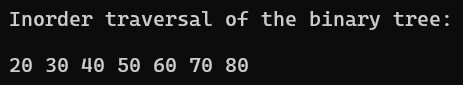 Inorder traversal of the binary tree:
20 30 40 50 60 70 80